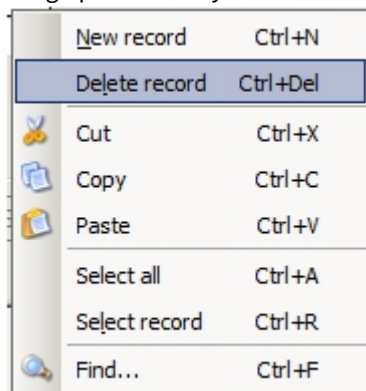 New record Ctrl+N
Delete record Ctrl+Del
Cut Ctrl+X
Copy Ctrl+C
Paste Ctrl+V
Select all Ctrl+A
Select record Ctrl+R
Find... Ctrl+F